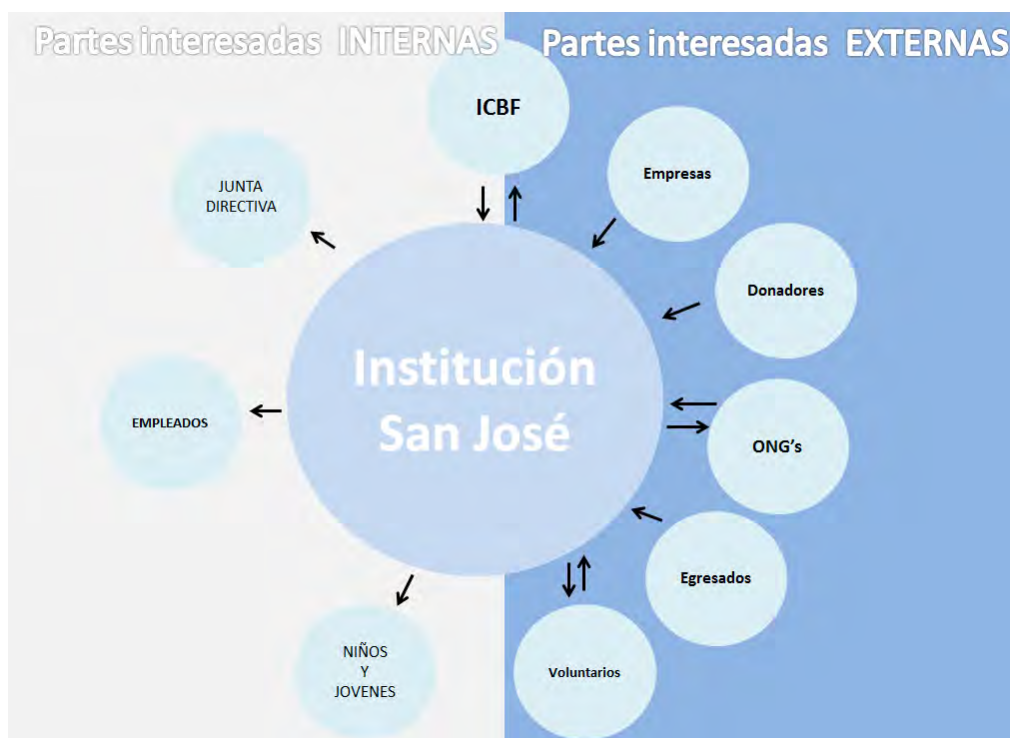 Partes interesadas INTERNAS
Partes interesadas EXTERNAS
ICBF
Empresas
JUNTA
DIRECTIVA
Donadores
Institución
San José
EMPLEADOS
ONG's
Egresados
NIÑOS
Y
JOVENES
Voluntarios